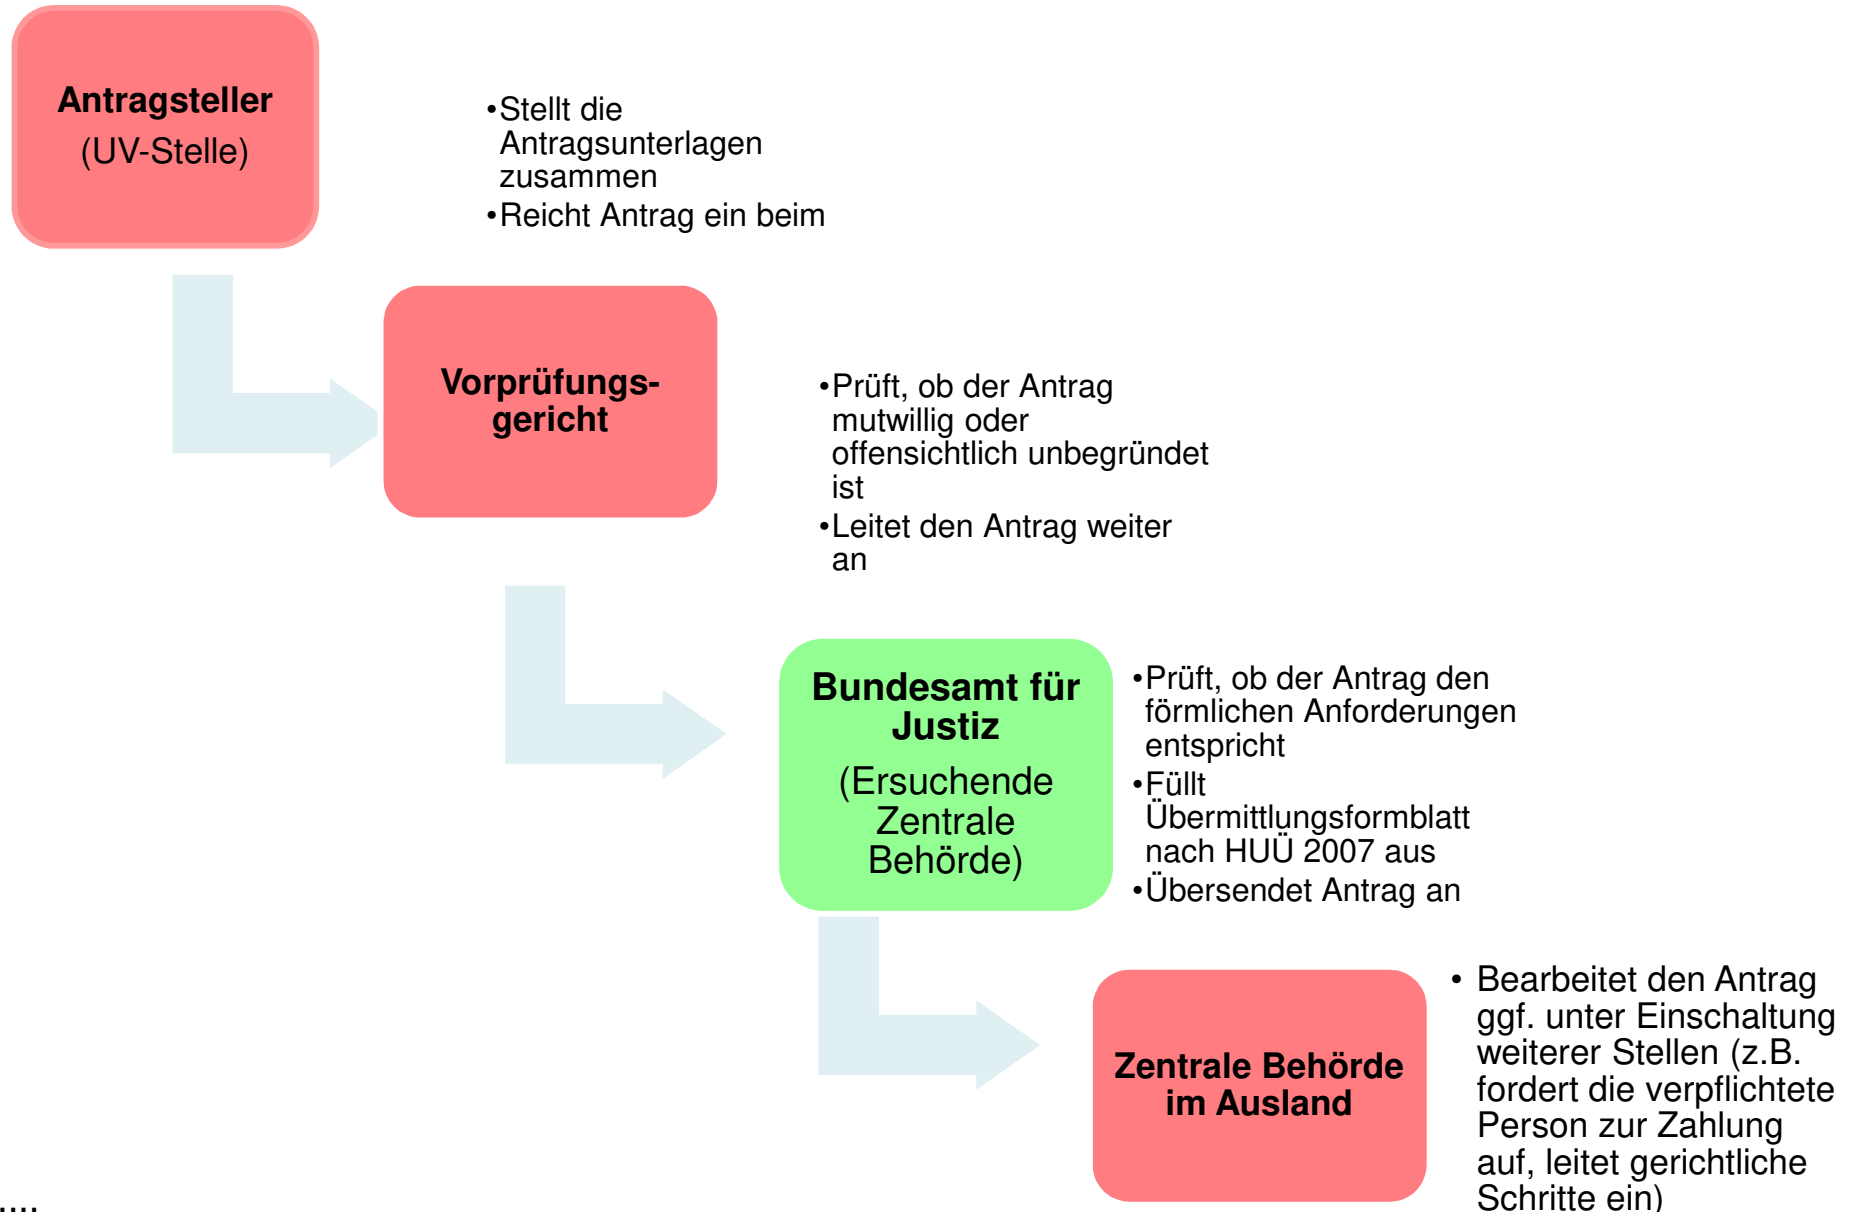 Antragsteller
(UV-Stelle)
•Stellt die
Antragsunterlagen
zusammen
•Reicht Antrag ein beim
Vorprüfungs-
gericht
•Prüft, ob der Antrag
mutwillig oder
offensichtlich unbegründet
ist
•Leitet den Antrag weiter
an
Bundesamt für
Justiz
(Ersuchende
Zentrale
Behörde)
•Prüft, ob der Antrag den
förmlichen Anforderungen
entspricht
•Füllt
Übermittlungsformblatt
nach HUÜ 2007 aus
•Übersendet Antrag an
Zentrale Behörde
im Ausland
• Bearbeitet den Antrag
ggf. unter Einschaltung
weiterer Stellen (z.B.
fordert die verpflichtete
Person zur Zahlung
auf, leitet gerichtliche
Schritte ein)
.....